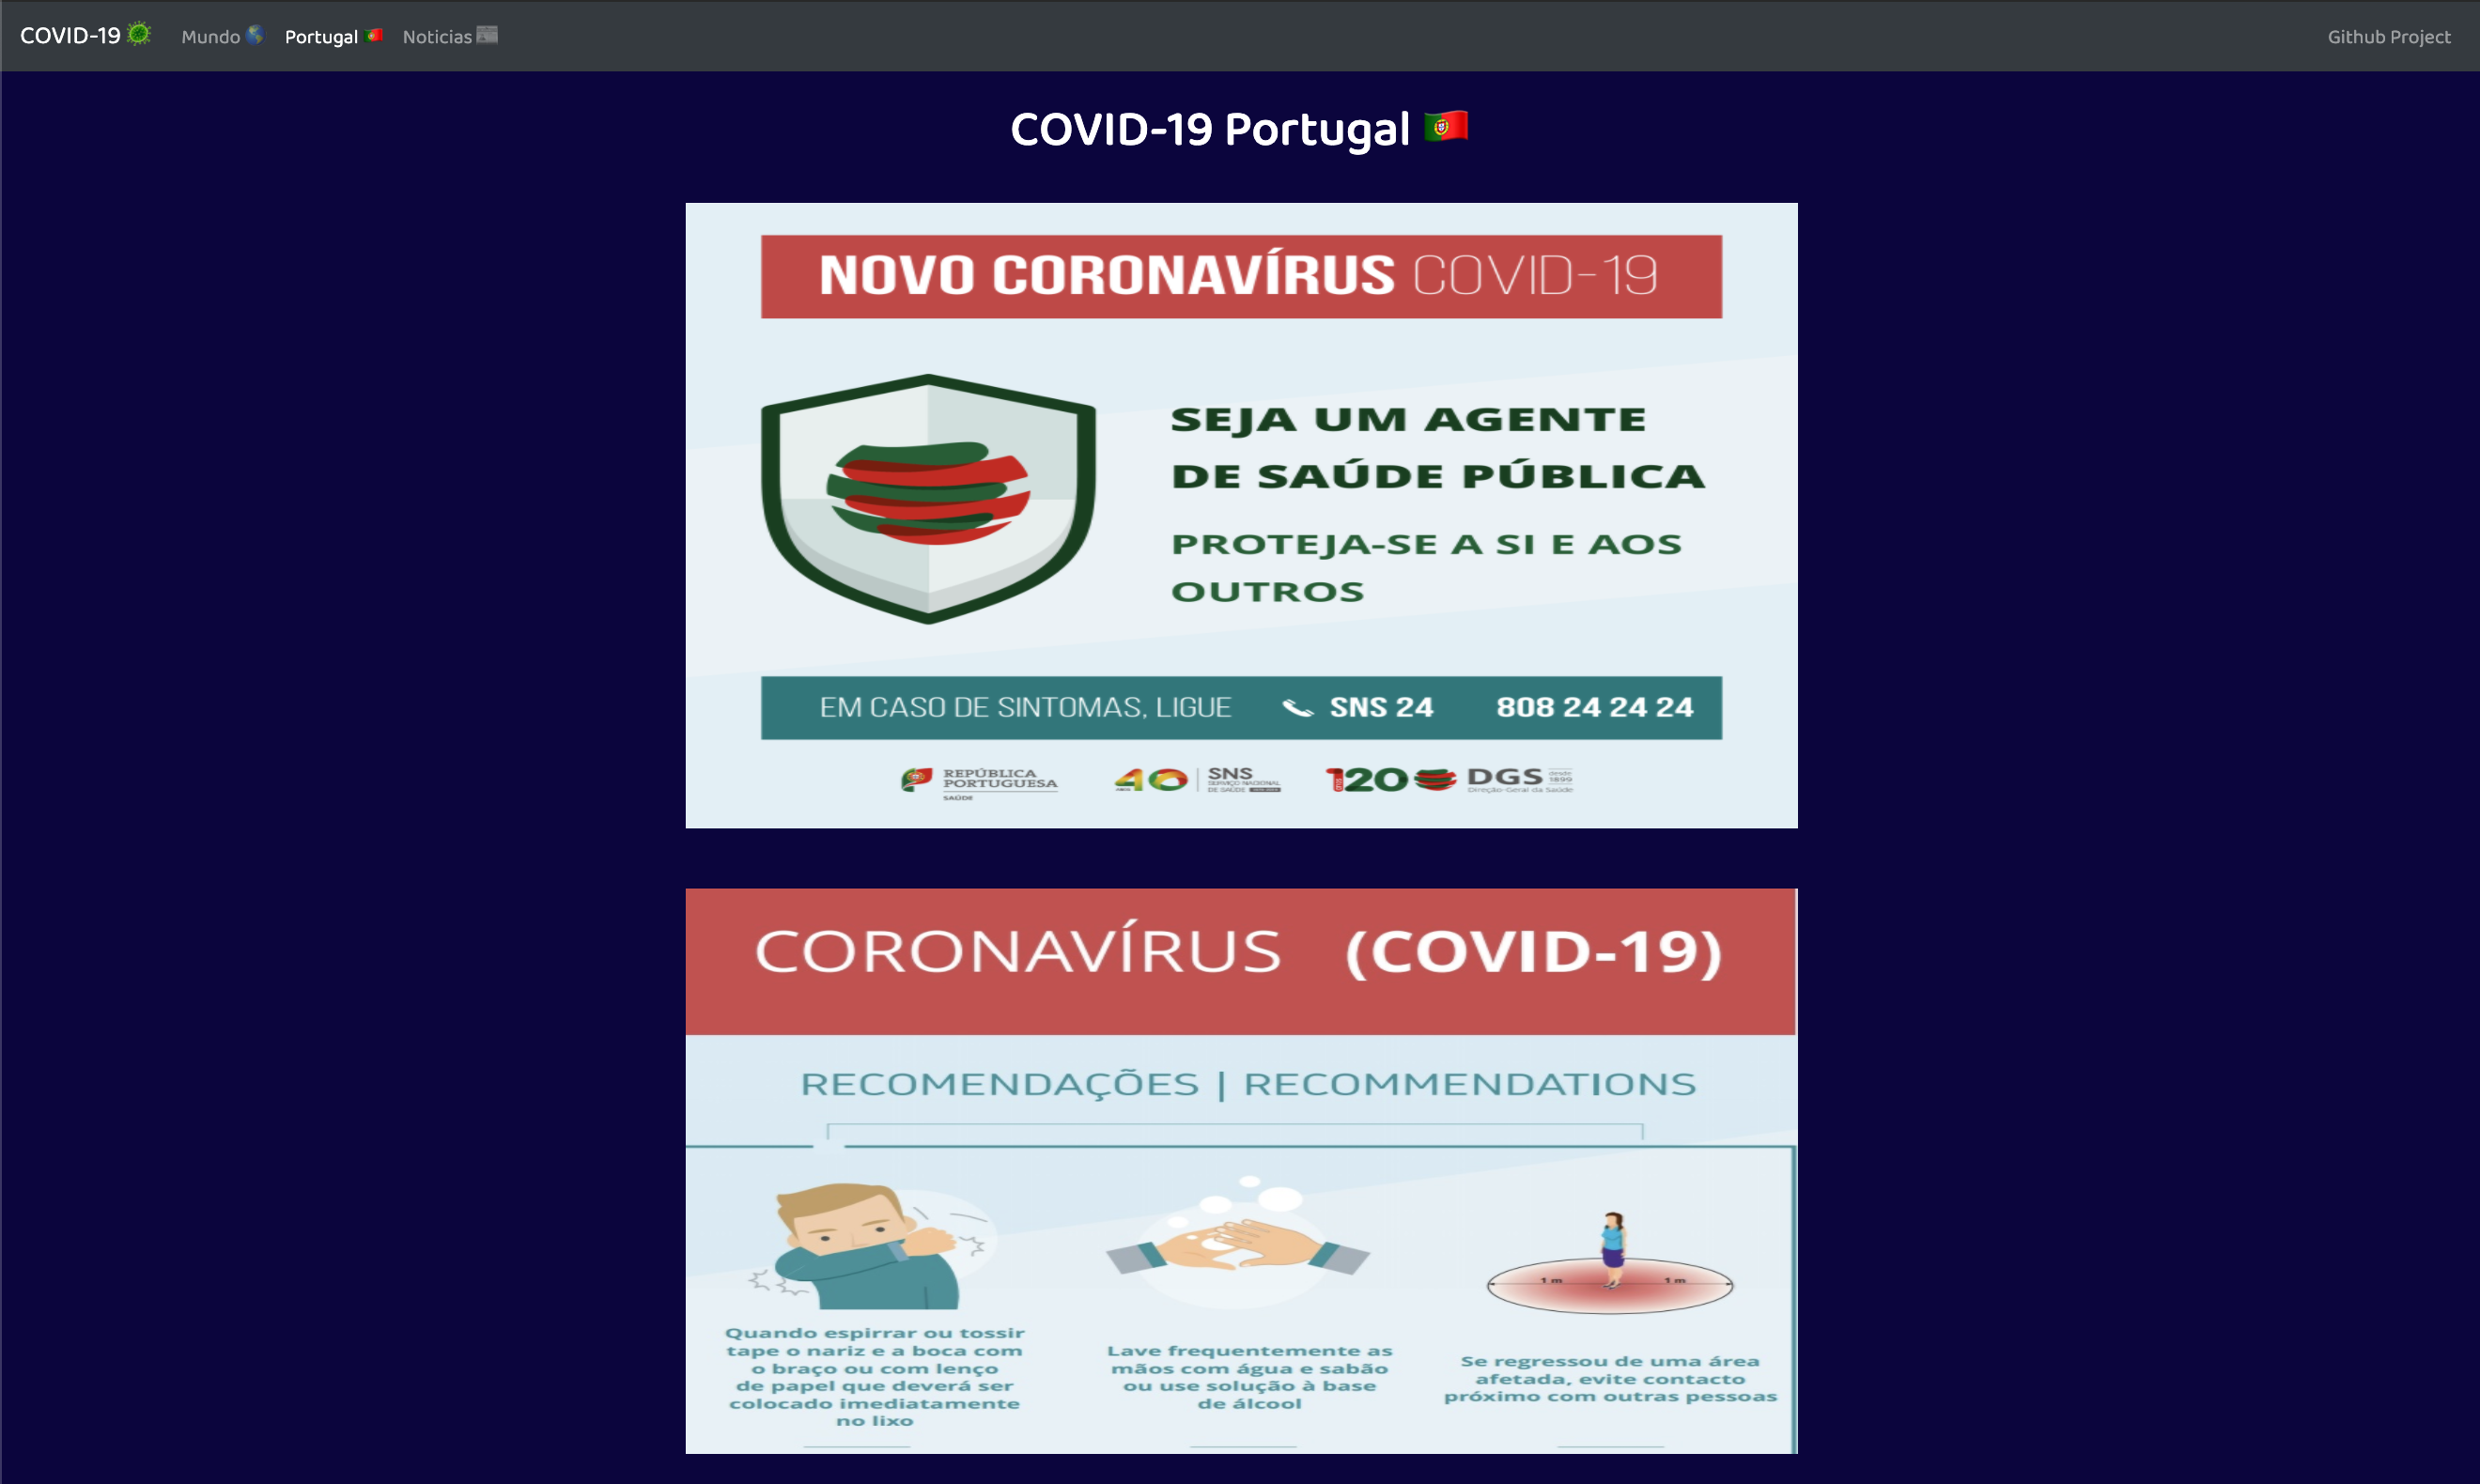 COVID-19 Mundo Portugal Noticias Github Project
COVID-19 Portugal
NOVO CORONAVÍRUS COVID-19
SEJA UM AGENTE
DE SAÚDE PÚBLICA
PROTEJA-SE A SI E AOS
OUTROS
EM CASO DE SINTOMAS, LIGUE SNS 24 808 24 24 24
REPÚBLICA
PORTUGUESA
SAÚDE
40 ANOS
SNS
SERVIÇO NACIONAL
DE SAÚDE
120
DGS desde
1899
Direção-Geral da Saúde
CORONAVÍRUS (COVID-19)
RECOMENDAÇÕES | RECOMMENDATIONS
1 m 1 m
Quando espirrar ou tossir
tape o nariz e a boca com
o braço ou com lenço
de papel que deverá ser
colocado imediatamente
no lixo
Lave frequentemente as
mãos com água e sabão
ou use solução à base
de álcool
Se regressou de uma área
afetada, evite contacto
próximo com outras pessoas